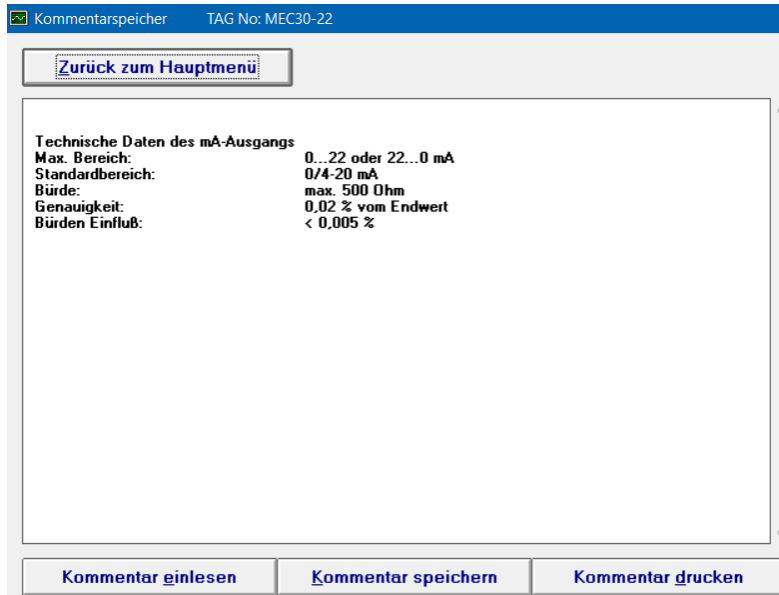 Kommentarspeicher TAG No: MEC30-22
Zurück zum Hauptmenü
Technische Daten des mA-Ausgangs
Max. Bereich: 0...22 oder 22...0 mA
Standardbereich: 0/4-20 mA
Bürde: max. 500 Ohm
Genauigkeit: 0,02 % vom Endwert
Bürden Einfluß: < 0,005 %
Kommentar einlesen Kommentar speichern Kommentar drucken